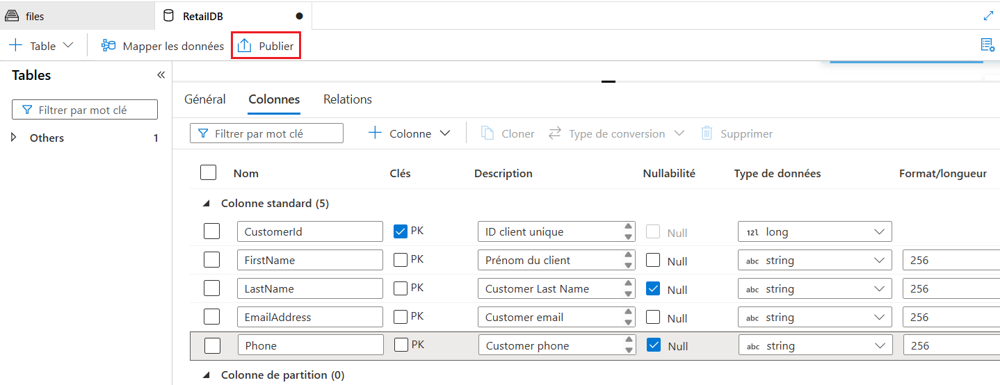 files
RetailDB
Table
Mapper les données
Publier
Tables
Filtrer par mot clé
Others 1
Général
Colonnes
Relations
Filtrer par mot clé
Colonne
Cloner
Type de conversion
Supprimer
Nom
Clés
Description
Nullabilité
Type de données
Format/longueur
Colonne standard (5)
CustomerId PK ID client unique Null 12l long
FirstName PK Prénom du client Null abc string 256
LastName PK Customer Last Name Null abc string 256
EmailAddress PK Customer email Null abc string 256
Phone PK Customer phone Null abc string 256
Colonne de partition (0)